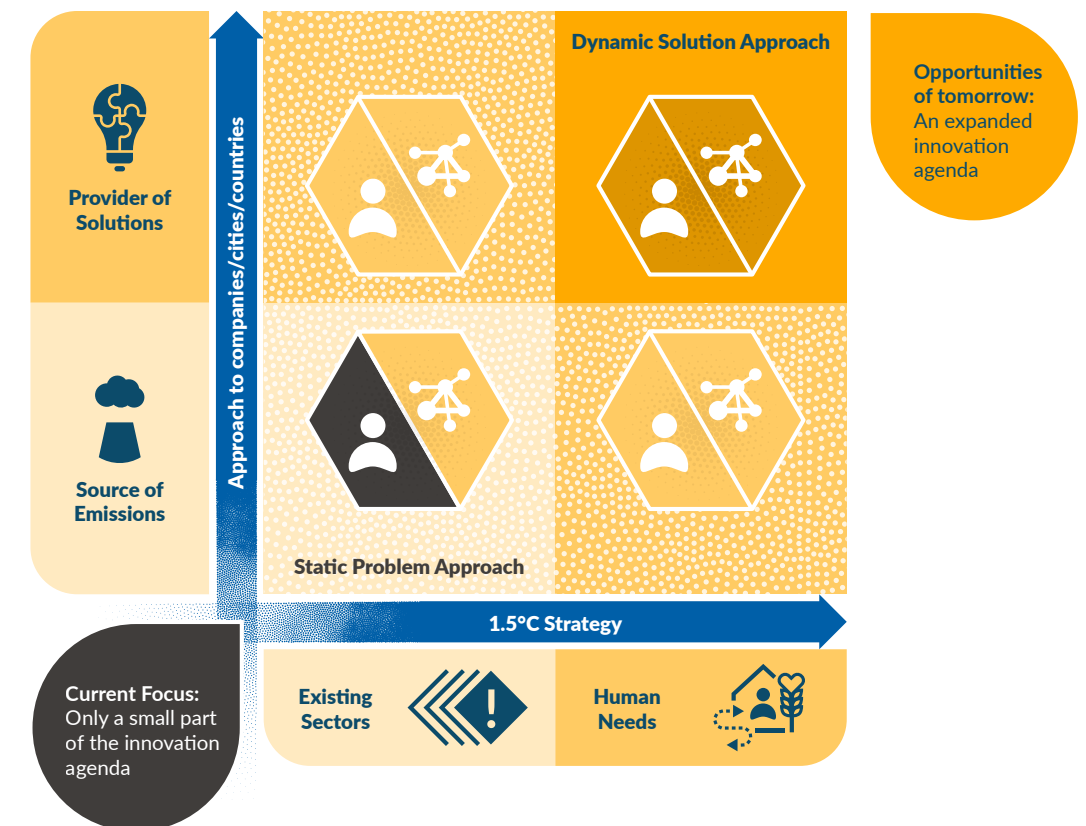 Dynamic Solution Approach
Opportunities
of tomorrow:
An expanded
innovation
agenda
Provider of
Solutions
Approach to companies/cities/countries
Source of
Emissions
Static Problem Approach
1.5°C Strategy
Current Focus:
Only a small part
of the innovation
agenda
Existing
Sectors
!
Human
Needs